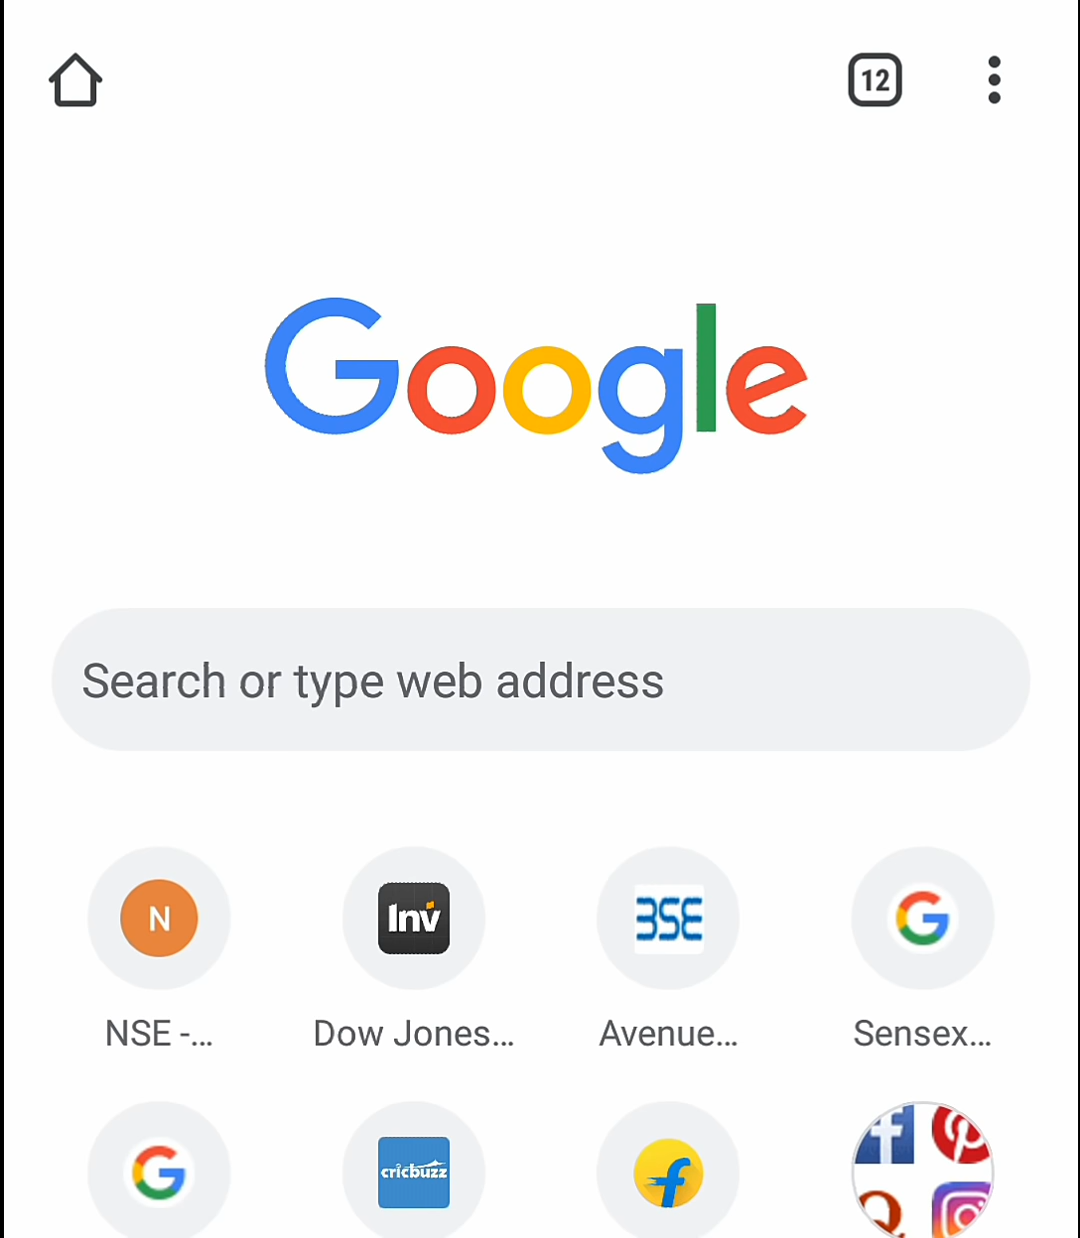 12
Google
Search or type web address
N
Inv
BSE
G
NSE -...
Dow Jones...
Avenue...
Sensex...
G
cricbuzz
f
f